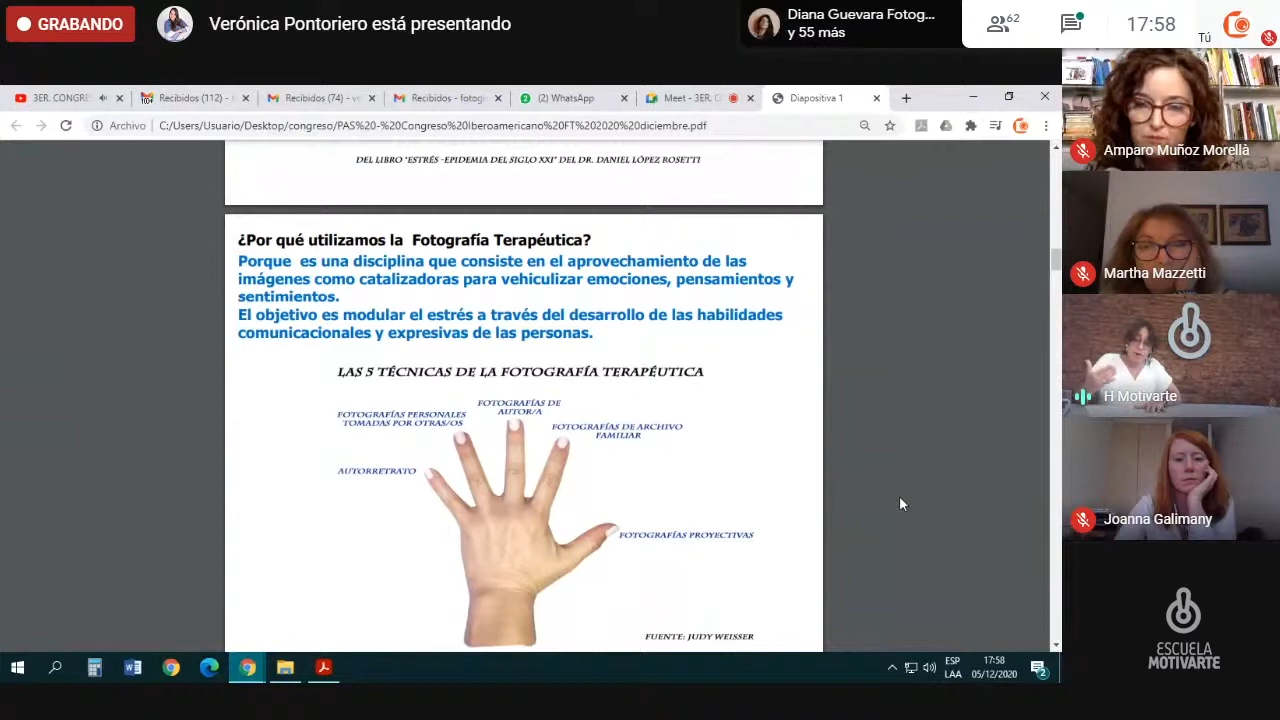 GRABANDO
Verónica Pontoriero está presentando
Diana Guevara Fotog...
y 55 más
62
17:58
Tú
3ER. CONGRE
Recibidos (112) -
Recibidos (74) - ve
Recibidos - fotog
(2) WhatsApp
Meet - 3ER. C
Diapositiva 1
Archivo
C:/Users/Usuario/Desktop/congreso/PAS%20-%20Congreso%20Iberoamericano%20FT%202020%20diciembre.pdf
DEL LIBRO "ESTRÉS -EPIDEMIA DEL SIGLO XXI" DEL DR. DANIEL LÓPEZ ROSETTI
¿Por qué utilizamos la Fotografía Terapéutica?
Porque es una disciplina que consiste en el aprovechamiento de las
imágenes como catalizadoras para vehiculizar emociones, pensamientos y
sentimientos.
El objetivo es modular el estrés a través del desarrollo de las habilidades
comunicacionales y expresivas de las personas.
LAS 5 TÉCNICAS DE LA FOTOGRAFÍA TERAPÉUTICA
FOTOGRAFÍAS DE
AUTOR/A
FOTOGRAFÍAS PERSONALES
TOMADAS POR OTRAS/OS
FOTOGRAFÍAS DE ARCHIVO
FAMILIAR
AUTORRETRATO
FOTOGRAFÍAS PROYECTIVAS
FUENTE: JUDY WEISSER
Amparo Muñoz Morellà
Martha Mazzetti
H Motivarte
Joanna Galimany
ESCUELA
MOTIVARTE
ESP
LAA
17:58
05/12/2020
2